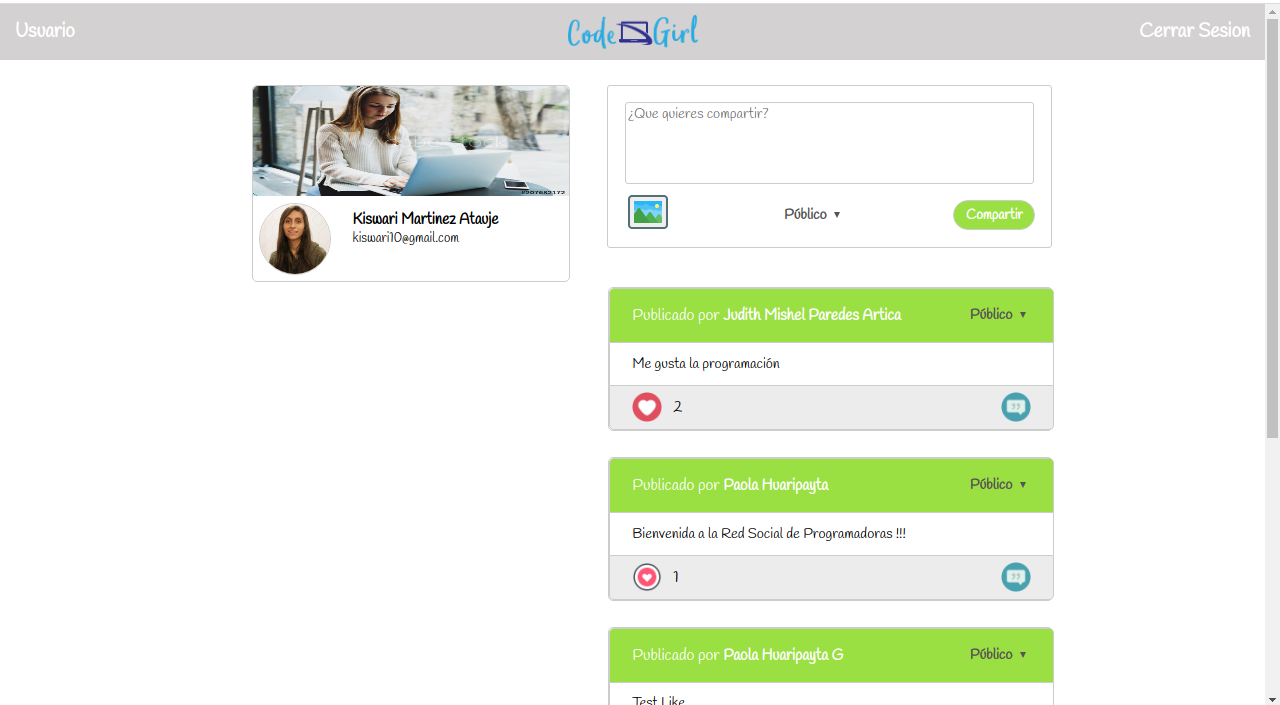 Usuario
Code Girl
Cerrar Sesion
¿Que quieres compartir?
Público ▼
Compartir
Kiswari Martinez Atauje
kiswari10@gmail.com
Publicado por Judith Mishel Paredes Artica
Público ▼
Me gusta la programación
2
Publicado por Paola Huaripayta
Público ▼
Bienvenida a la Red Social de Programadoras !!!
1
Publicado por Paola Huaripayta G
Público ▼
Test Like